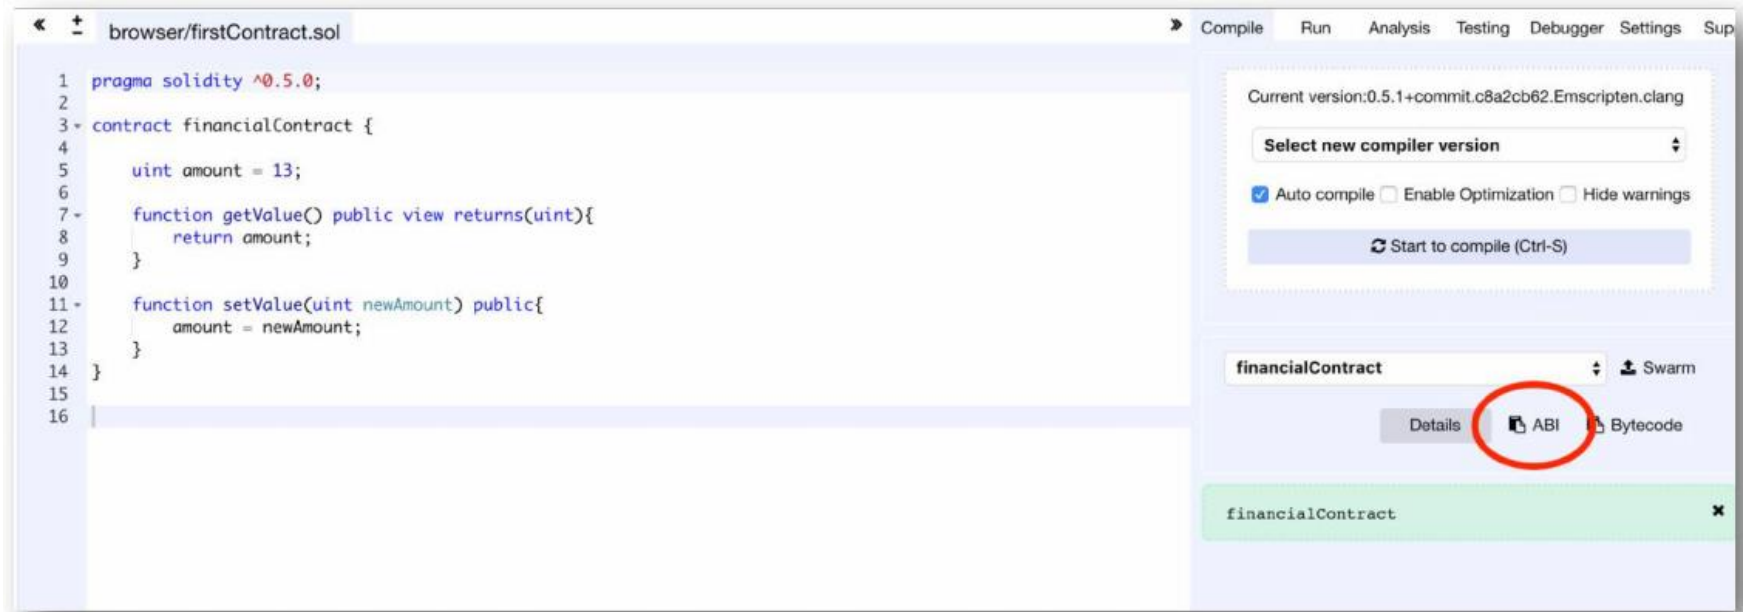 browser/firstContract.sol
1 pragma solidity ^0.5.0;
2
3 contract financialContract {
4
5 uint amount = 13;
6
7 function getValue() public view returns(uint){
8 return amount;
9 }
10
11 function setValue(uint newAmount) public{
12 amount = newAmount;
13 }
14 }
15
16
Compile Run Analysis Testing Debugger Settings Sup
Current version:0.5.1+commit.c8a2cb62.Emscripten.clang
Select new compiler version
Auto compile Enable Optimization Hide warnings
Start to compile (Ctrl-S)
financialContract Swarm
Details ABI Bytecode
financialContract